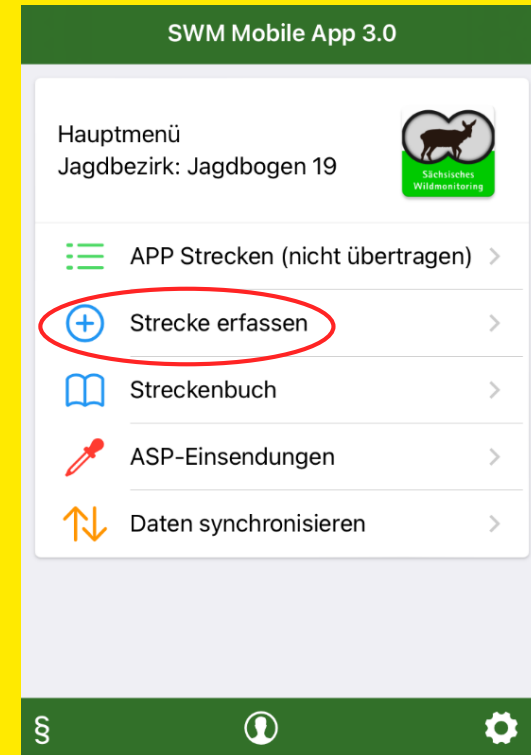 SWM Mobile App 3.0
Hauptmenü
Jagdbezirk: Jagdbogen 19
Sächsisches
Wildmonitoring
APP Strecken (nicht übertragen)
Strecke erfassen
Streckenbuch
ASP-Einsendungen
Daten synchronisieren
§